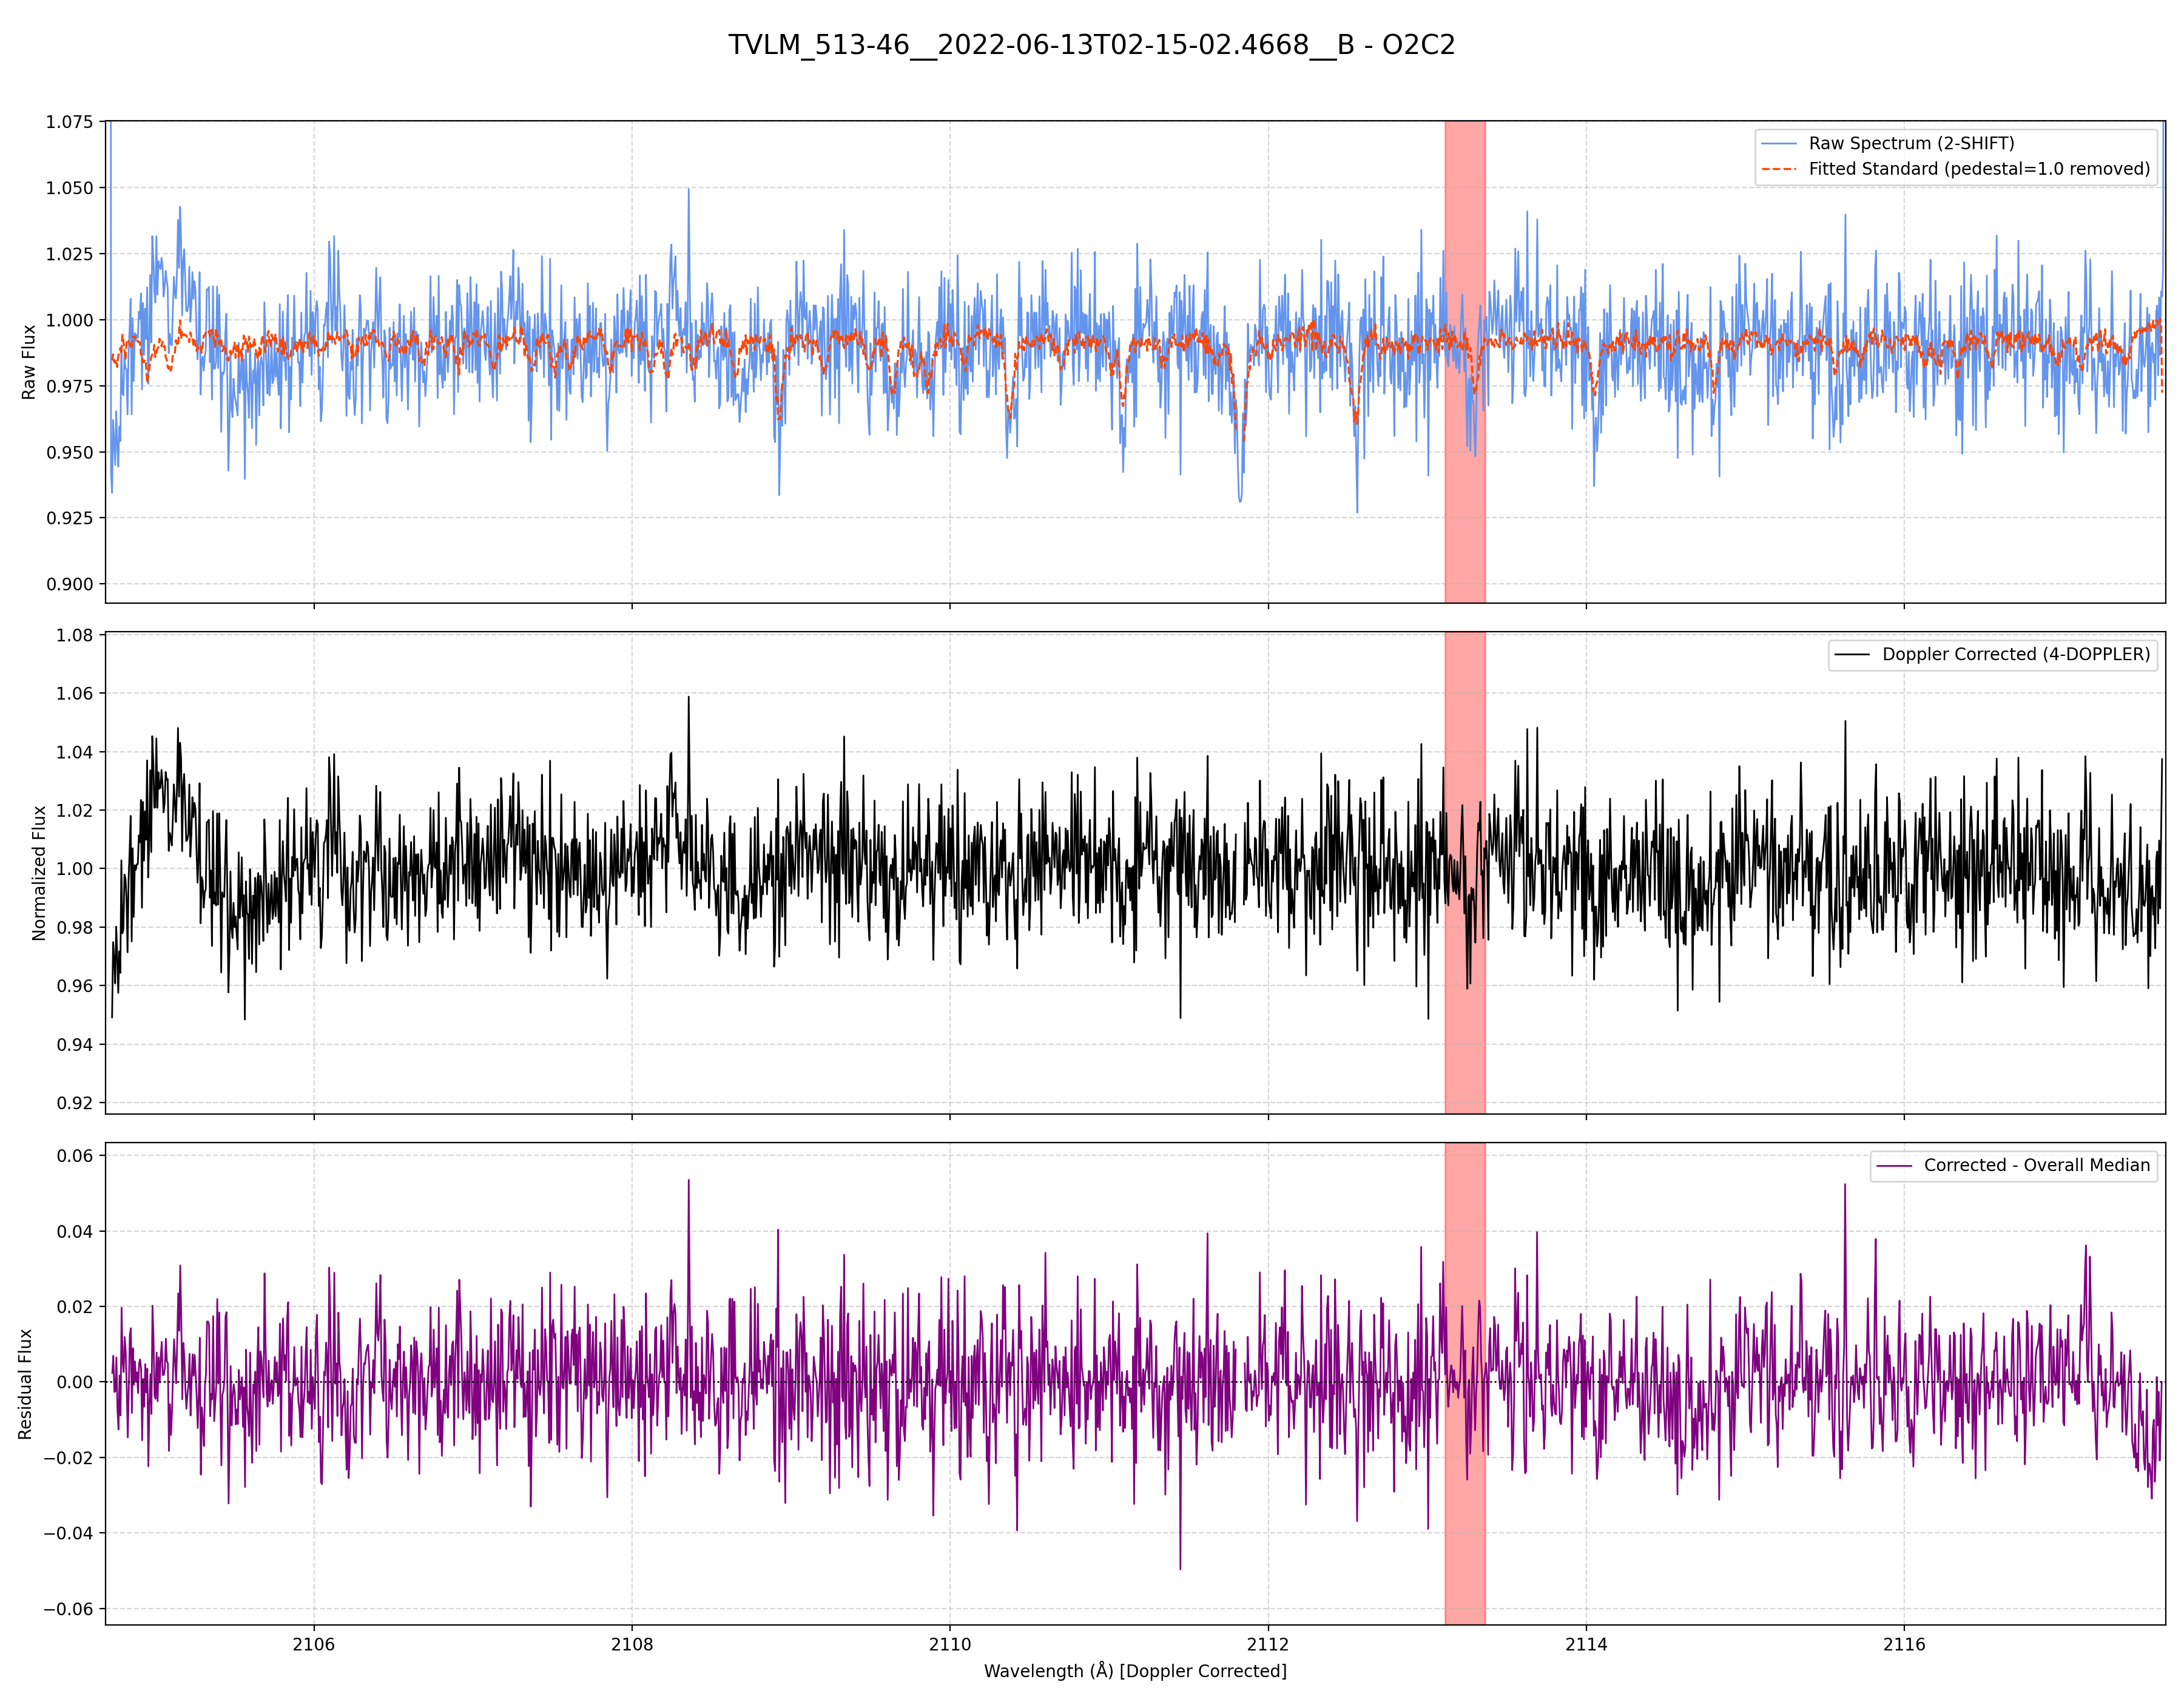 TVLM_513-46__2022-06-13T02-15-02.4668__B - O2C2
1.075
1.050
1.025
1.000
0.975
0.950
0.925
0.900
Raw Flux
Raw Spectrum (2-SHIFT)
Fitted Standard (pedestal=1.0 removed)
1.08
1.06
1.04
1.02
1.00
0.98
0.96
0.94
0.92
Normalized Flux
Doppler Corrected (4-DOPPLER)
0.06
0.04
0.02
0.00
−0.02
−0.04
−0.06
Residual Flux
Corrected - Overall Median
2106 2108 2110 2112 2114 2116
Wavelength (Å) [Doppler Corrected]